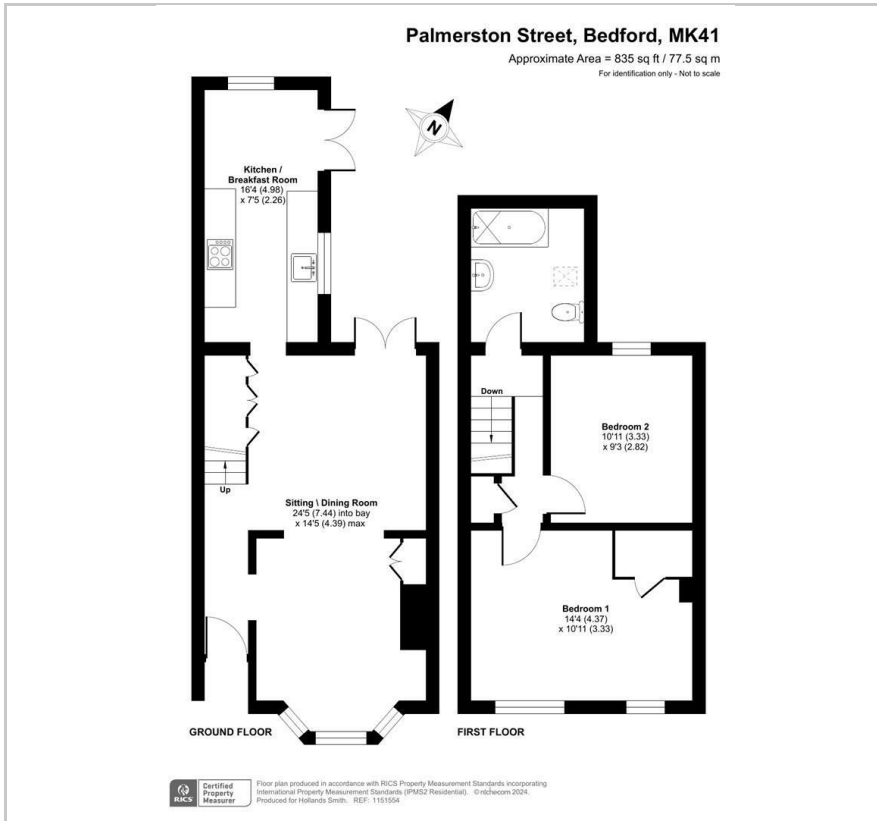 Palmerston Street, Bedford, MK41
Approximate Area = 835 sq ft / 77.5 sq m
For identification only - Not to scale
N
Kitchen /
Breakfast Room
16'4 (4.98)
x 7'5 (2.26)
Up
Sitting \ Dining Room
24'5 (7.44) into bay
x 14'5 (4.39) max
GROUND FLOOR
Down
Bedroom 2
10'11 (3.33)
x 9'3 (2.82)
Bedroom 1
14'4 (4.37)
x 10'11 (3.33)
FIRST FLOOR
RICS
Certified
Property
Measurer
Floor plan produced in accordance with RICS Property Measurement Standards incorporating
International Property Measurement Standards (IPMS2 Residential). © nichecom 2024.
Produced for Hollands Smith. REF: 1151554